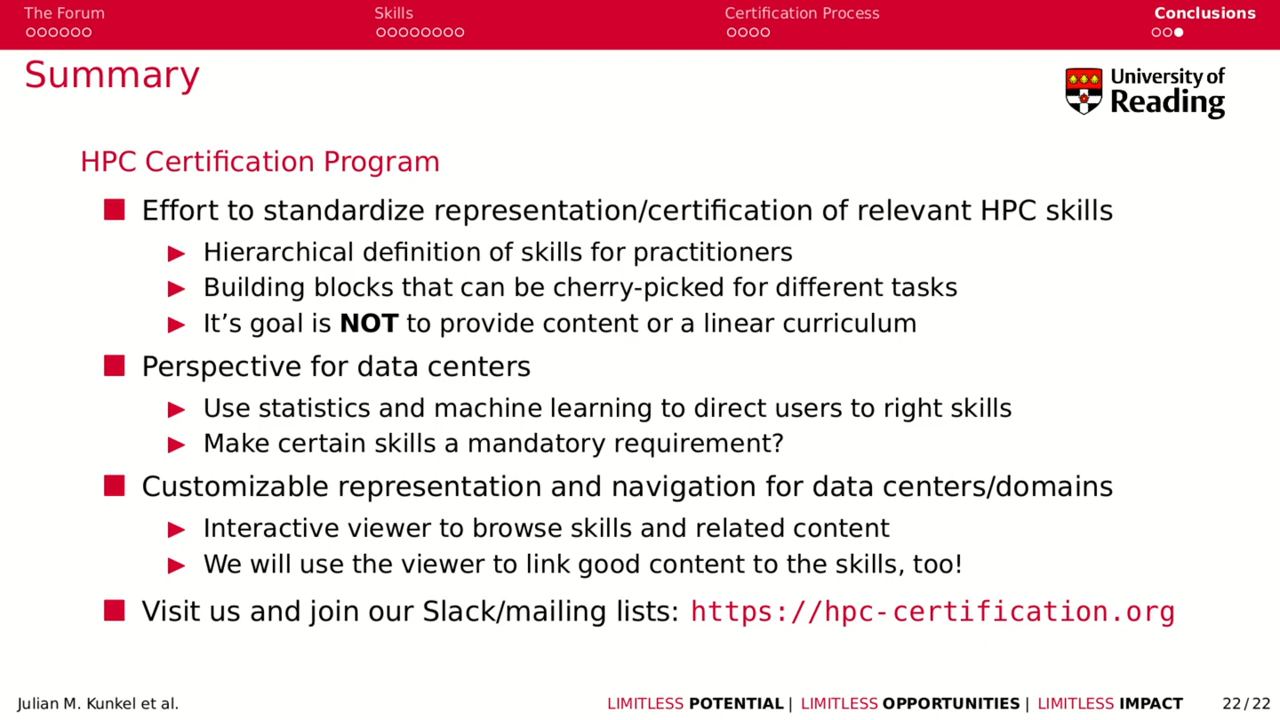 The Forum
Skills
Certification Process
Conclusions
Summary
University of
Reading
HPC Certification Program
Effort to standardize representation/certification of relevant HPC skills
Hierarchical definition of skills for practitioners
Building blocks that can be cherry-picked for different tasks
It's goal is NOT to provide content or a linear curriculum
Perspective for data centers
Use statistics and machine learning to direct users to right skills
Make certain skills a mandatory requirement?
Customizable representation and navigation for data centers/domains
Interactive viewer to browse skills and related content
We will use the viewer to link good content to the skills, too!
Visit us and join our Slack/mailing lists: https://hpc-certification.org
Julian M. Kunkel et al.
LIMITLESS POTENTIAL | LIMITLESS OPPORTUNITIES | LIMITLESS IMPACT
22/22